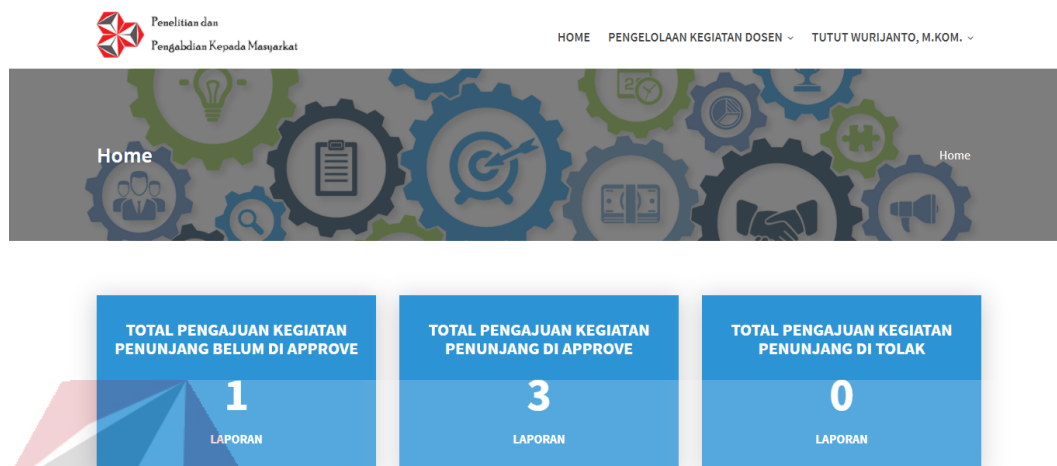 Penelitian dan
Pengabdian Kepada Masyarkat
HOME PENGELOLAAN KEGIATAN DOSEN TUTUT WURIJANTO, M.KOM.
Home
Home
TOTAL PENGAJUAN KEGIATAN
PENUNJANG BELUM DI APPROVE
1
LAPORAN
TOTAL PENGAJUAN KEGIATAN
PENUNJANG DI APPROVE
3
LAPORAN
TOTAL PENGAJUAN KEGIATAN
PENUNJANG DI TOLAK
0
LAPORAN